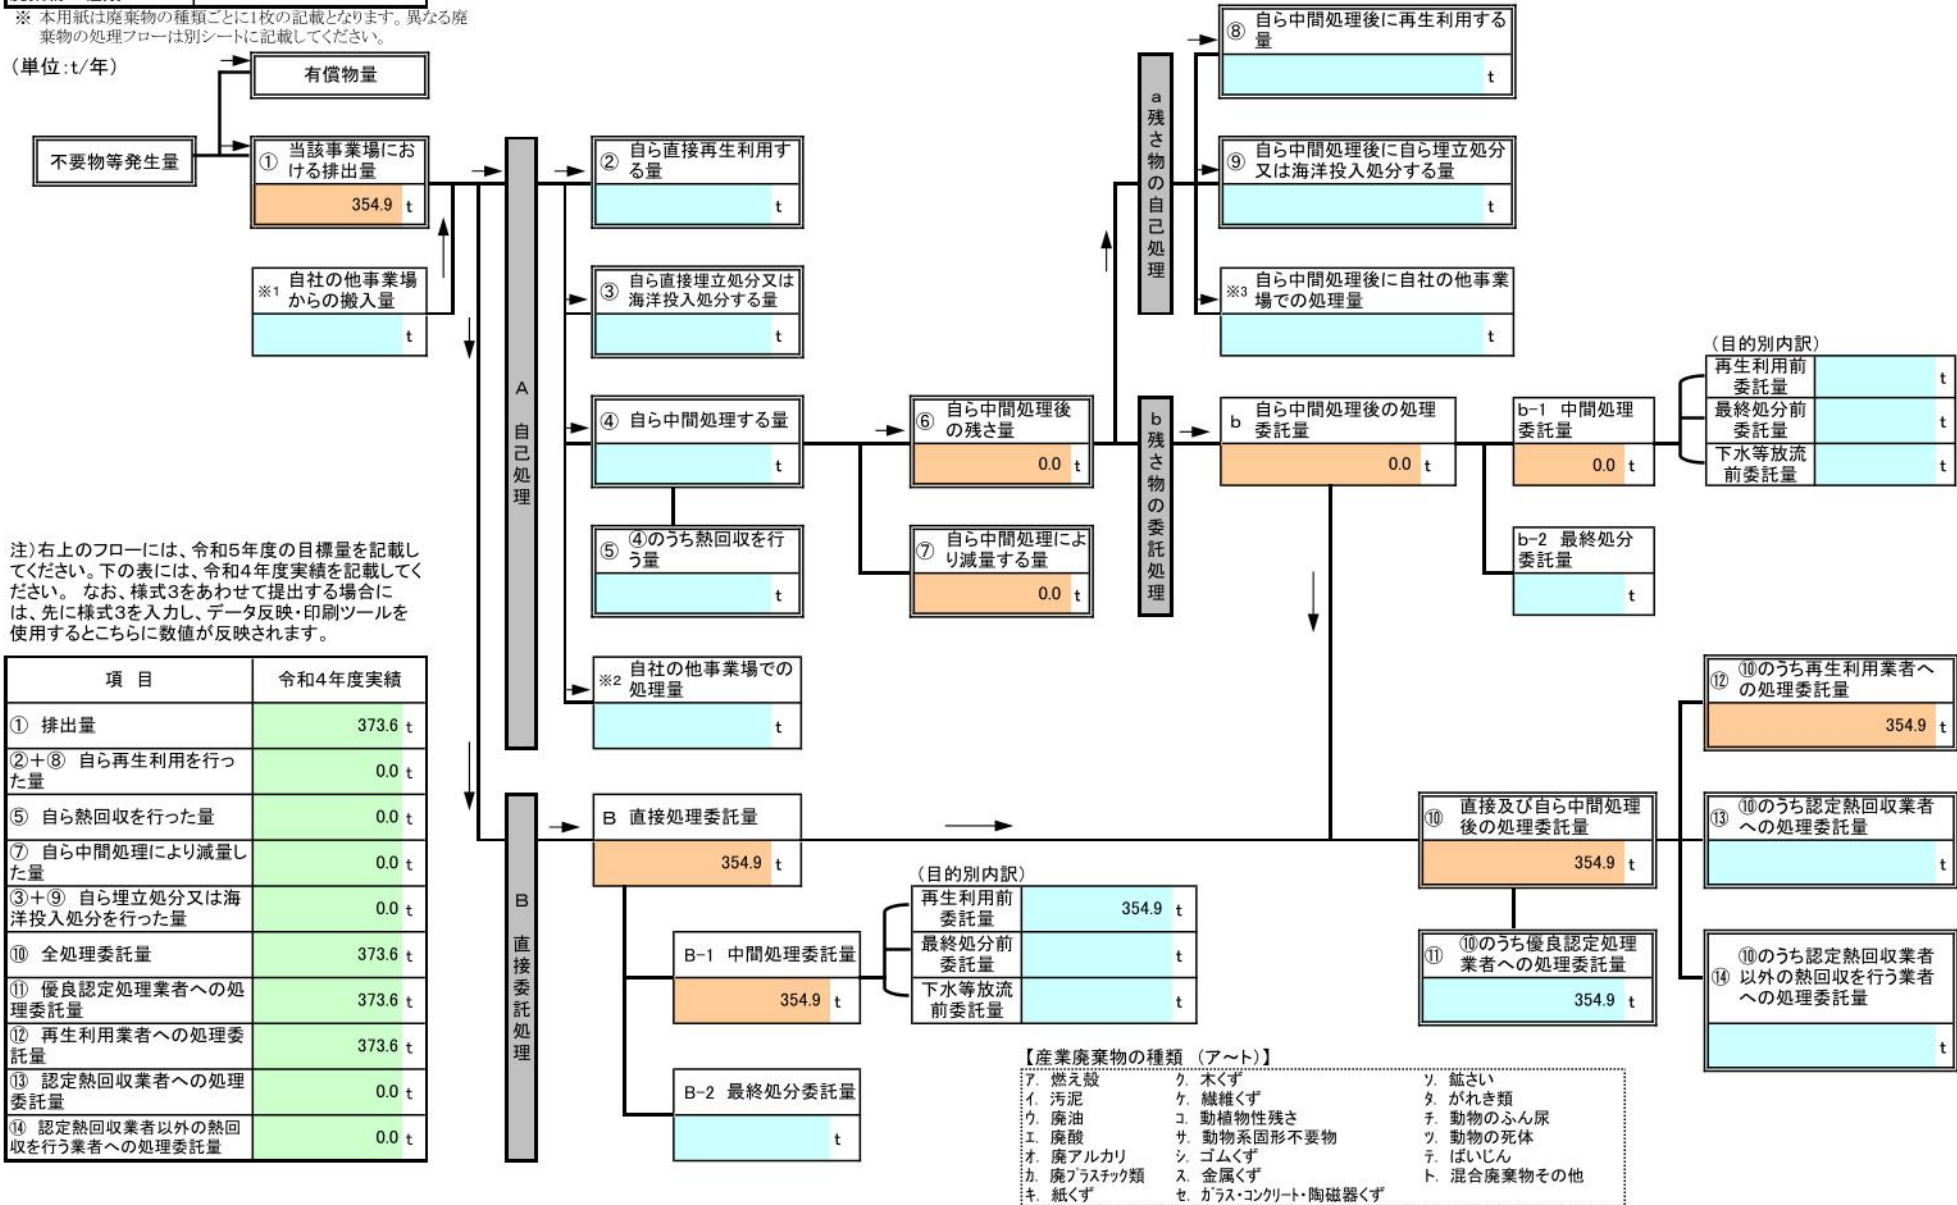 ※ 本用紙は廃棄物の種類ごとに1枚の記載となります。異なる廃
棄物の処理フローは別シートに記載してください。
(単位:t/年)
有償物量
不要物等発生量
① 当該事業場にお
ける排出量
354.9 t
※1 自社の他事業場
からの搬入量
t
A 自己処理
② 自ら直接再生利用す
る量
t
③ 自ら直接埋立処分又は
海洋投入処分する量
t
④ 自ら中間処理する量
t
⑤ ④のうち熱回収を行
う量
t
※2 自社の他事業場での
処理量
t
⑥ 自ら中間処理後
の残さ量
0.0 t
⑦ 自ら中間処理によ
り減量する量
0.0 t
a 残さ物の自己処理
⑧ 自ら中間処理後に再生利用する
量
t
⑨ 自ら中間処理後に自ら埋立処分
又は海洋投入処分する量
t
※3 自ら中間処理後に自社の他事業
場での処理量
t
b 残さ物の委託処理
b 自ら中間処理後の処理
委託量
0.0 t
b-1 中間処理
委託量
0.0 t
b-2 最終処分
委託量
t
(目的別内訳)
再生利用前
委託量
t
最終処分前
委託量
t
下水等放流
前委託量
t
注)右上のフローには、令和5年度の目標量を記載し
てください。下の表には、令和4年度実績を記載してく
ださい。 なお、様式3をあわせて提出する場合に
は、先に様式3を入力し、データ反映・印刷ツールを
使用するとこちらに数値が反映されます。
項 目 令和4年度実績
① 排出量 373.6 t
②+⑧ 自ら再生利用を行っ
た量 0.0 t
⑤ 自ら熱回収を行った量 0.0 t
⑦ 自ら中間処理により減量し
た量 0.0 t
③+⑨ 自ら埋立処分又は海
洋投入処分を行った量 0.0 t
⑩ 全処理委託量 373.6 t
⑪ 優良認定処理業者への処
理委託量 373.6 t
⑫ 再生利用業者への処理委
託量 373.6 t
⑬ 認定熱回収業者への処理
委託量 0.0 t
⑭ 認定熱回収業者以外の熱回
収を行う業者への処理委託量 0.0 t
B 直接委託処理
B 直接処理委託量
354.9 t
B-1 中間処理委託量
354.9 t
B-2 最終処分委託量
t
(目的別内訳)
再生利用前
委託量
354.9 t
最終処分前
委託量
t
下水等放流
前委託量
t
⑩ 直接及び自ら中間処理
後の処理委託量
354.9 t
⑪ ⑩のうち優良認定処理
業者への処理委託量
354.9 t
⑫ ⑩のうち再生利用業者へ
の処理委託量
354.9 t
⑬ ⑩のうち認定熱回収業者
への処理委託量
t
⑭ ⑩のうち認定熱回収業者
以外の熱回収を行う業者
への処理委託量
t
【産業廃棄物の種類 (ア~ト)】
ア. 燃え殻 ク. 木くず ソ. 鉱さい
イ. 汚泥 ケ. 繊維くず タ. がれき類
ウ. 廃油 コ. 動植物性残さ チ. 動物のふん尿
エ. 廃酸 サ. 動物系固形不要物 ツ. 動物の死体
オ. 廃アルカリ シ. ゴムくず テ. ばいじん
カ. 廃プラスチック類 ス. 金属くず ト. 混合廃棄物その他
キ. 紙くず セ. ガラス・コンクリート・陶磁器くず